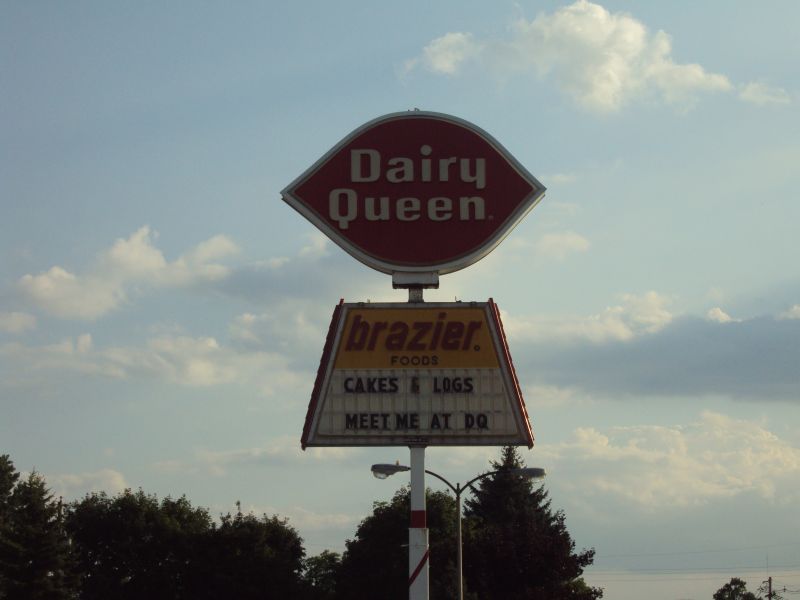 Dairy
Queen®
brazier®
FOODS
CAKES & LOGS
MEET ME AT DQ